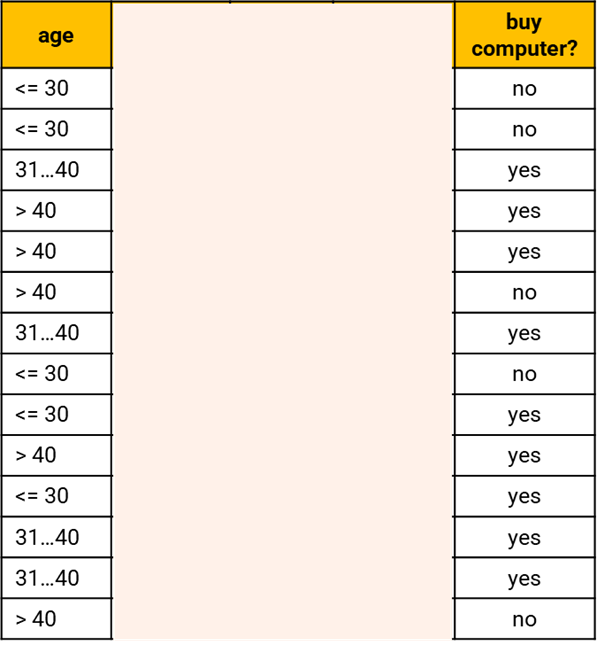 age
buy
computer?
<= 30 no
<= 30 no
31...40 yes
> 40 yes
> 40 yes
> 40 no
31...40 yes
<= 30 no
<= 30 yes
> 40 yes
<= 30 yes
31...40 yes
31...40 yes
> 40 no